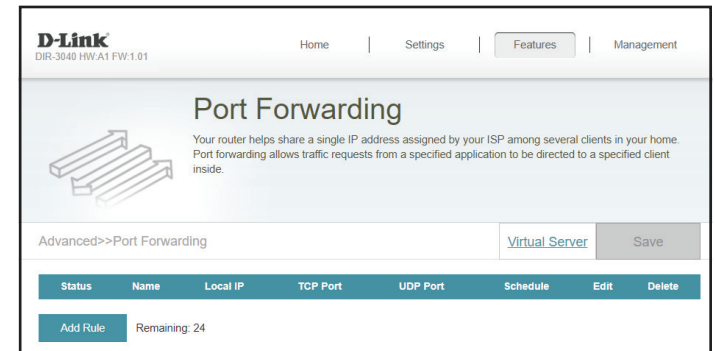 D-Link
DIR-3040 HW:A1 FW:1.01
Home | Settings | Features | Management
Port Forwarding
Your router helps share a single IP address assigned by your ISP among several clients in your home.
Port forwarding allows traffic requests from a specified application to be directed to a specified client
inside.
Advanced>>Port Forwarding
Virtual Server
Save
Status Name Local IP TCP Port UDP Port Schedule Edit Delete
Add Rule Remaining: 24